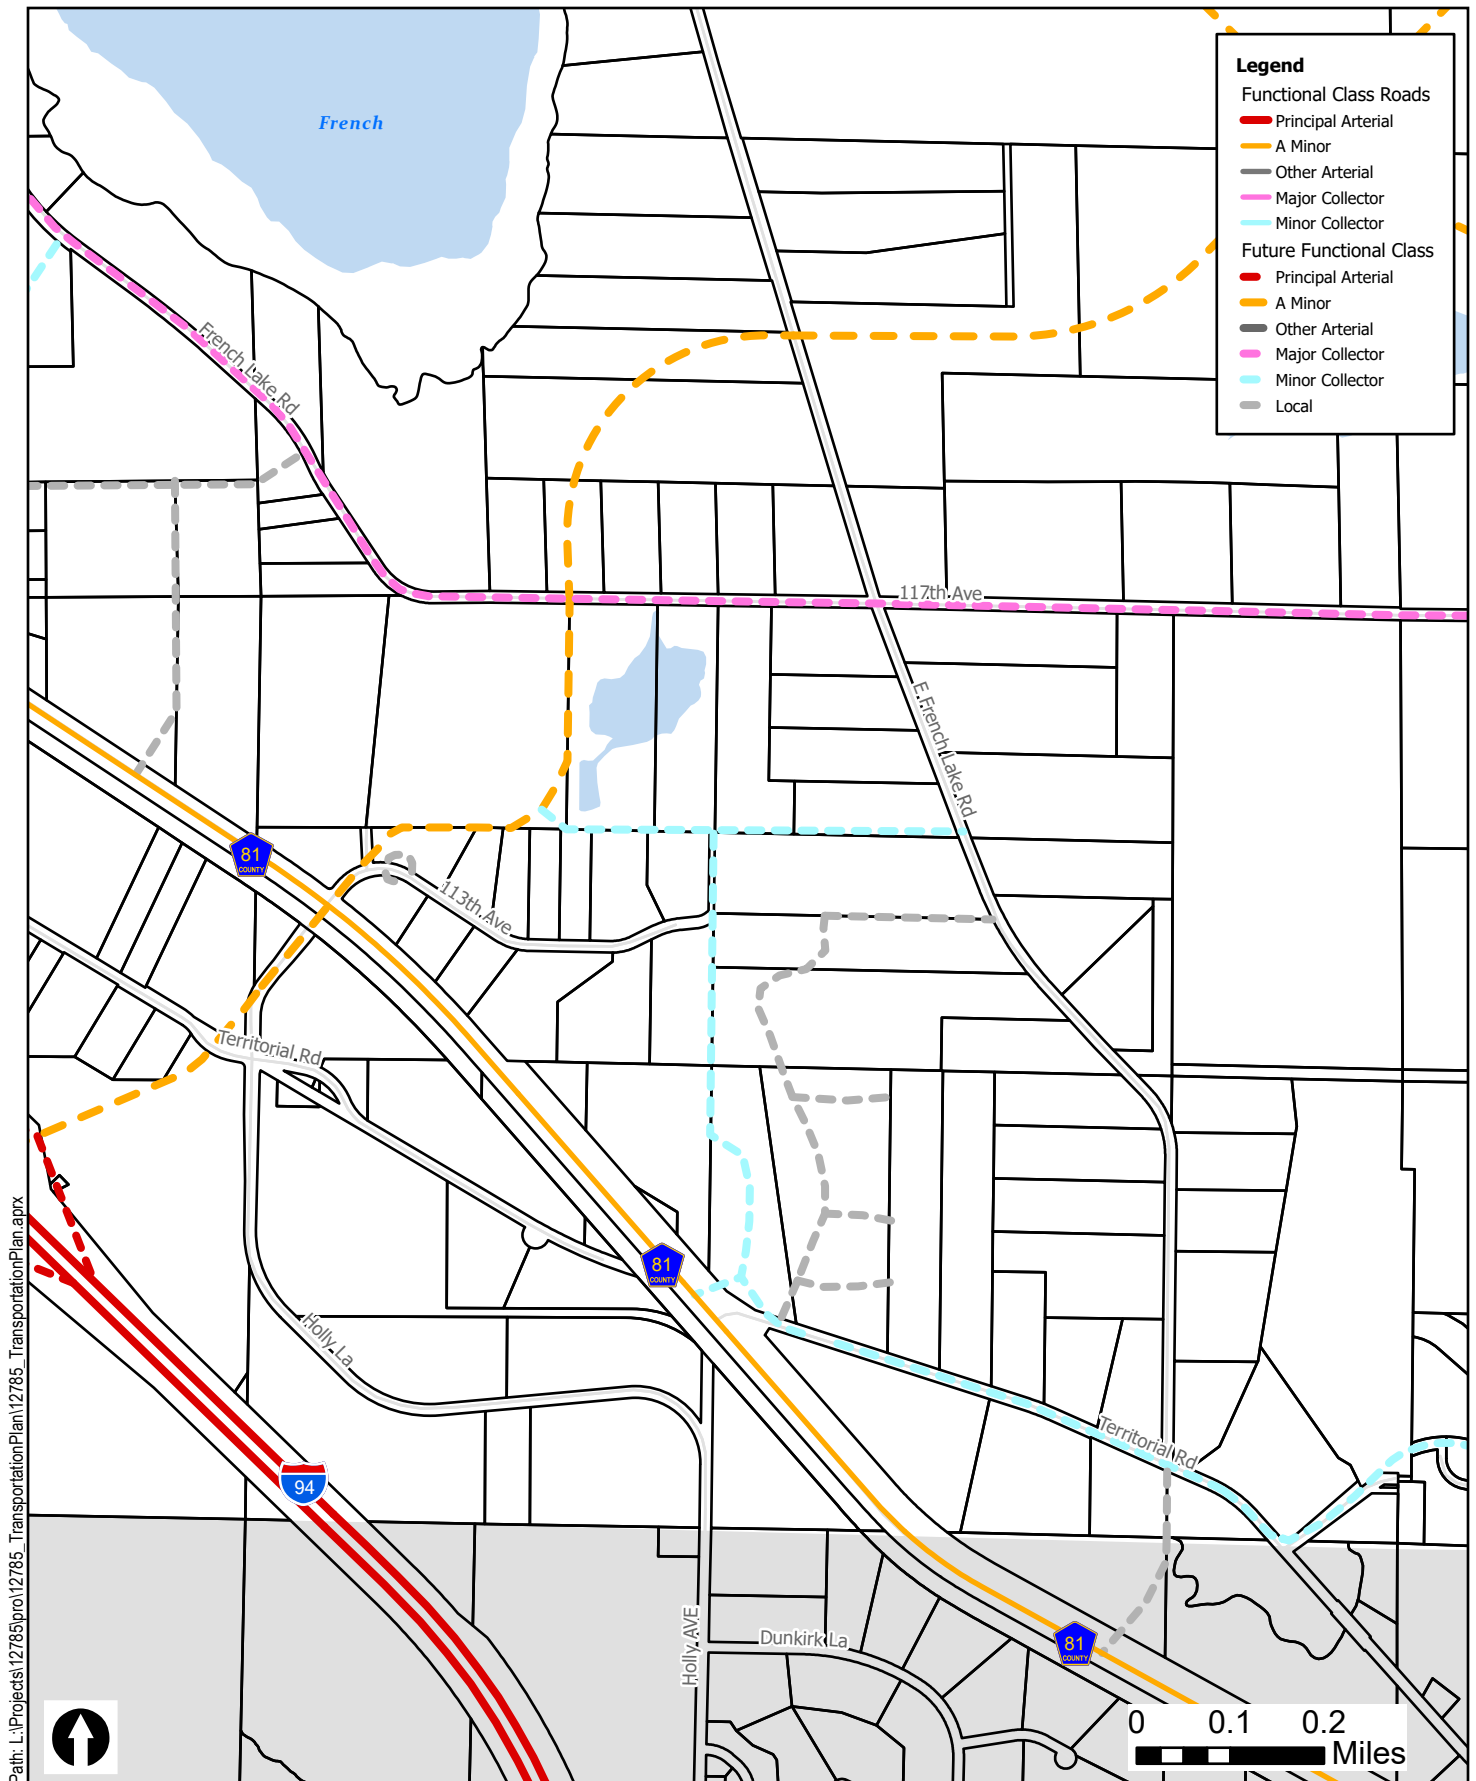 Legend
Functional Class Roads
Principal Arterial
A Minor
Other Arterial
Major Collector
Minor Collector
Future Functional Class
Principal Arterial
A Minor
Other Arterial
Major Collector
Minor Collector
Local
French
French Lake Rd
117th Ave
E French Lake Rd
81
COUNTY
113th Ave
Territorial Rd
81
COUNTY
Holly La
Territorial Rd
94
Holly AVE
Dunkirk La
81
COUNTY
0 0.1 0.2
Miles
Path: L:\Projects\12785\pro\12785_TransportationPlan\12785_TransportationPlan.aprx